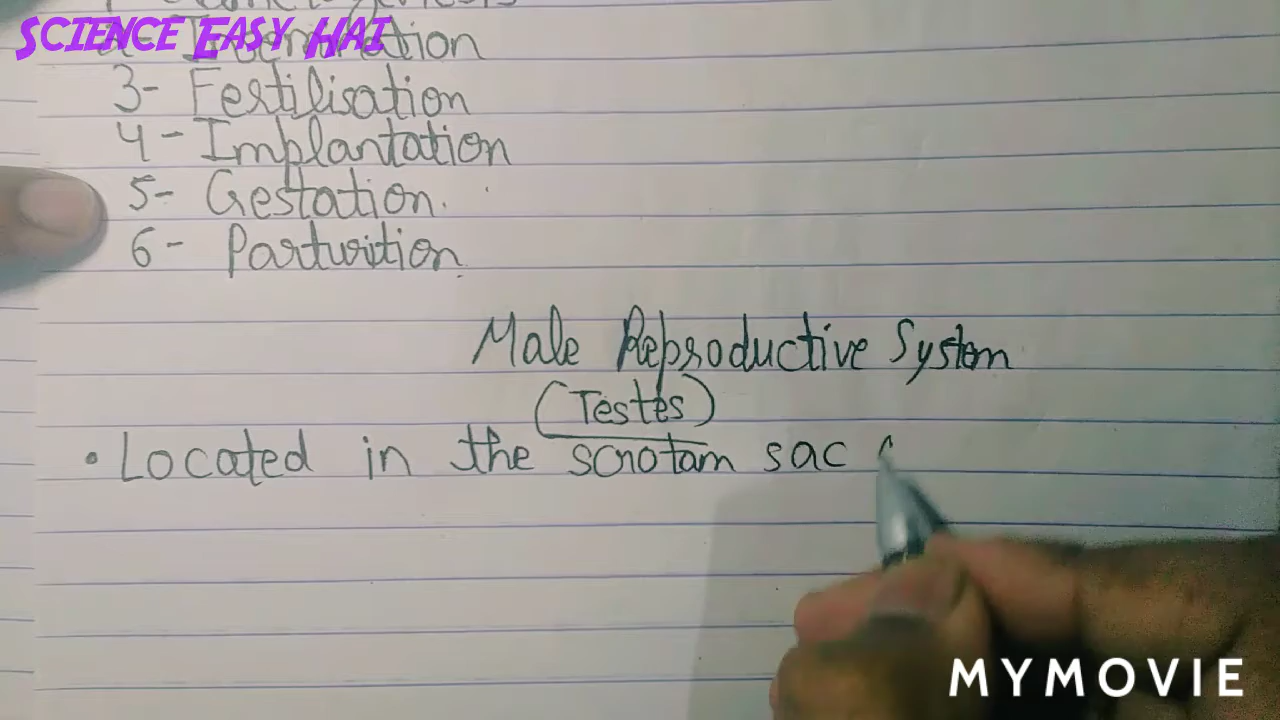 Science Easy Hai
3- Fertilisation
4- Implantation
5- Gestation.
6- Parturition.
Male Reproductive System
(Testes)
• Located in the scrotam sac
MYMOVIE